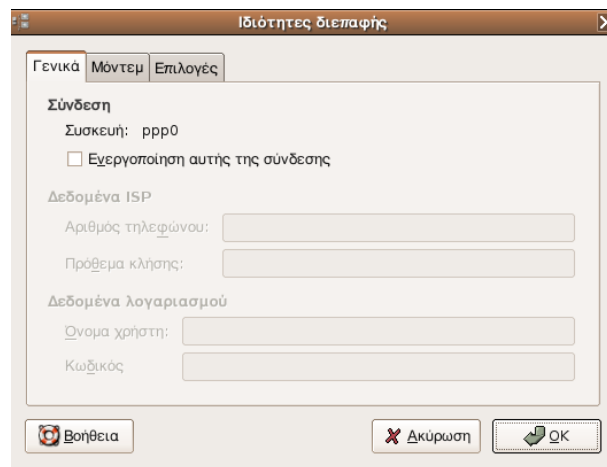 Ιδιότητες διεπαφής
Γενικά Μόντεμ Επιλογές
Σύνδεση
Συσκευή: ppp0
Ενεργοποίηση αυτής της σύνδεσης
Δεδομένα ISP
Αριθμός τηλεφώνου:
Πρόθεμα κλήσης:
Δεδομένα λογαριασμού
Όνομα χρήστη:
Κωδικός
Βοήθεια Ακύρωση OK